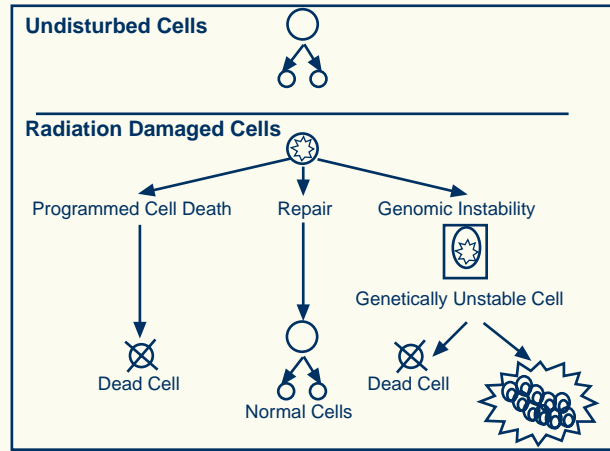 Undisturbed Cells
Radiation Damaged Cells
Programmed Cell Death
Repair
Genomic Instability
Genetically Unstable Cell
Dead Cell
Normal Cells
Dead Cell